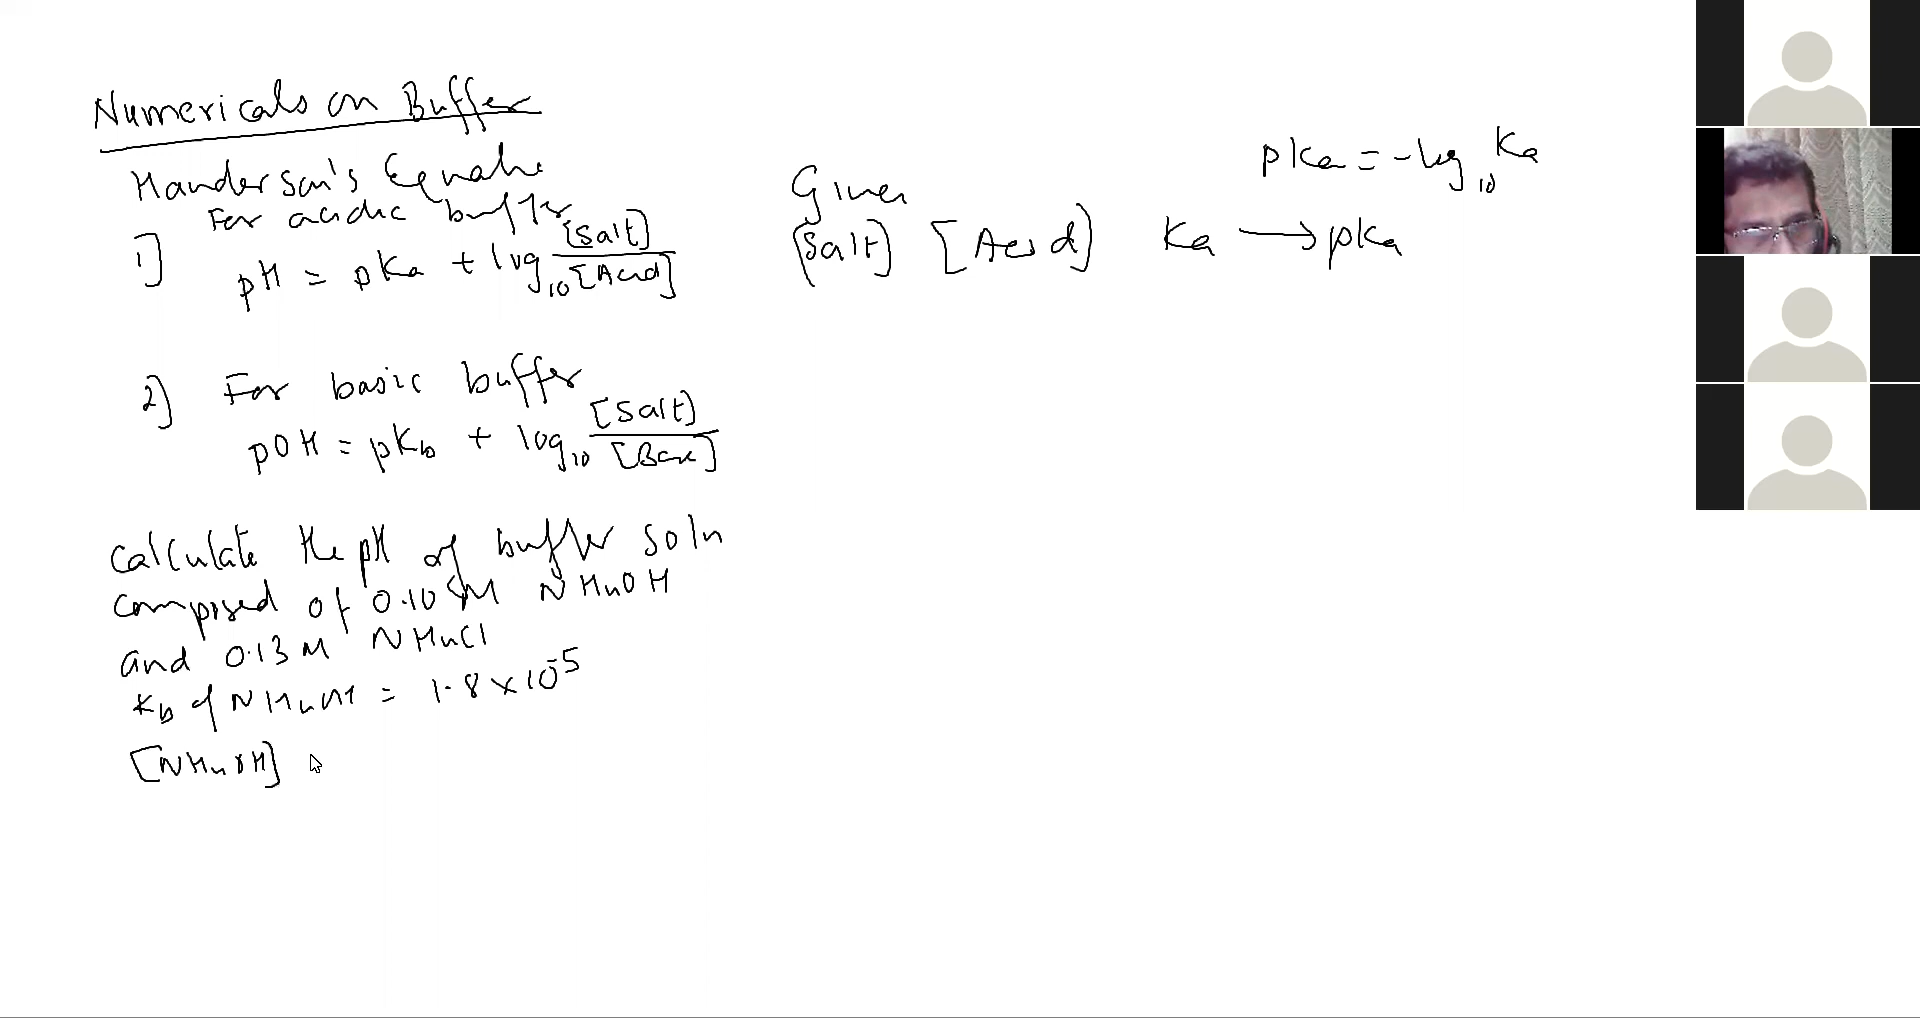 Numericals on Buffer
Handerson's Equatn
For acidic buffer
1] pH = pKa + log10 [Salt] / [Acid]
2] For basic buffer
pOH = pKb + log10 [Salt] / [Base]
Calculate the pH of buffer soln
composed of 0.10 M NH4OH
and 0.13 M NH4Cl
Kb of NH4OH = 1.8 × 10-5
[NH4OH]
Given
[Salt] [Acid] Ka → pKa
pKa = -log10 Ka